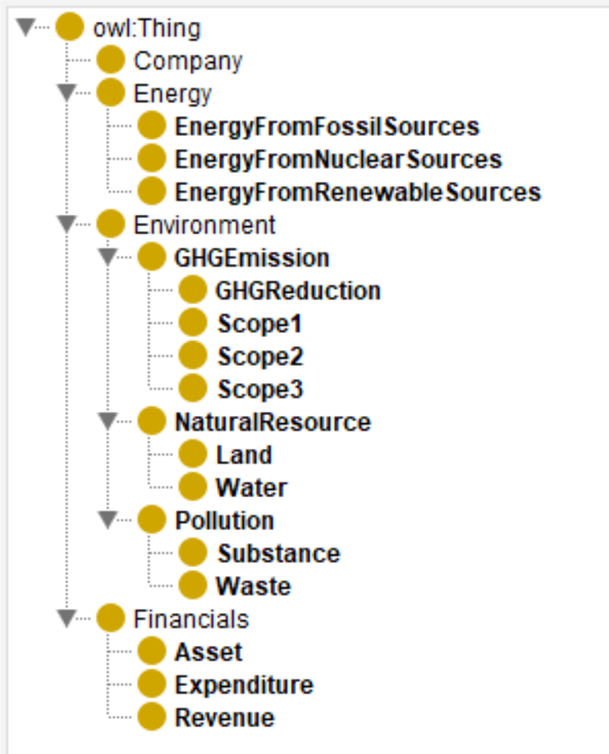 owl:Thing
Company
Energy
EnergyFromFossilSources
EnergyFromNuclearSources
EnergyFromRenewableSources
Environment
GHGEmission
GHGReduction
Scope1
Scope2
Scope3
NaturalResource
Land
Water
Pollution
Substance
Waste
Financials
Asset
Expenditure
Revenue